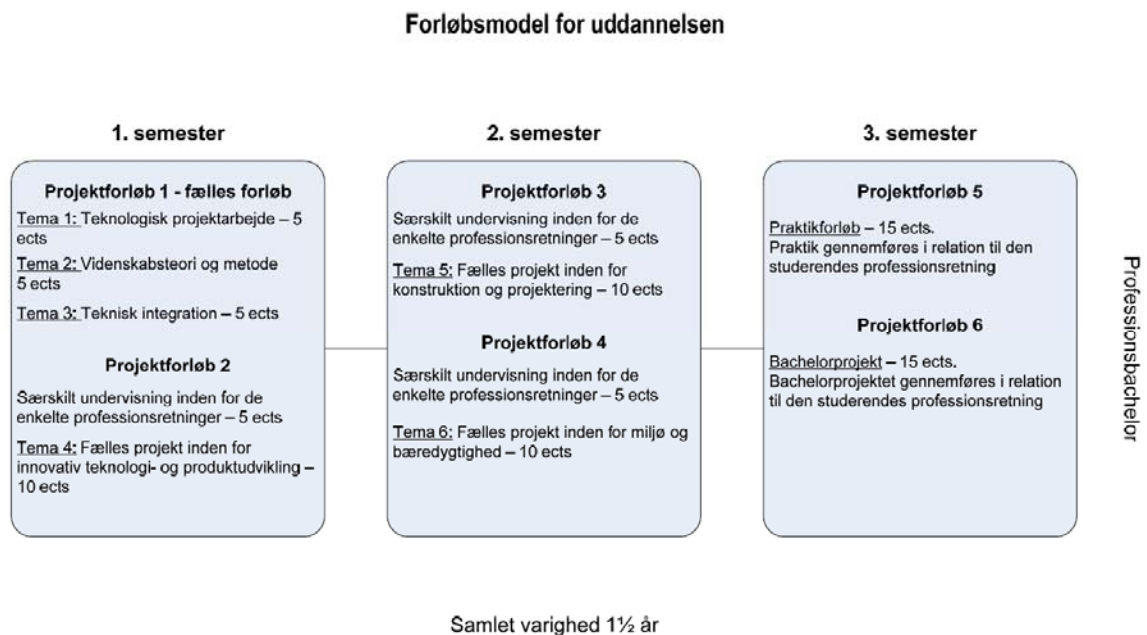 Forløbsmodel for uddannelsen
1. semester
Projektforløb 1 - fælles forløb
Tema 1: Teknologisk projektarbejde – 5
ects
Tema 2: Videnskabsteori og metode
5 ects
Tema 3: Teknisk integration – 5 ects
Projektforløb 2
Særskilt undervisning inden for de
enkelte professionsretninger – 5 ects
Tema 4: Fælles projekt inden for
innovativ teknologi- og produktudvikling –
10 ects
2. semester
Projektforløb 3
Særskilt undervisning inden for de
enkelte professionsretninger – 5 ects
Tema 5: Fælles projekt inden for
konstruktion og projektering – 10 ects
Projektforløb 4
Særskilt undervisning inden for de
enkelte professionsretninger – 5 ects
Tema 6: Fælles projekt inden for miljø og
bæredygtighed – 10 ects
3. semester
Projektforløb 5
Praktikforløb – 15 ects.
Praktik gennemføres i relation til den
studerendes professionsretning
Projektforløb 6
Bachelorprojekt – 15 ects.
Bachelorprojektet gennemføres i relation
til den studerendes professionsretning
Professionsbachelor
Samlet varighed 1½ år